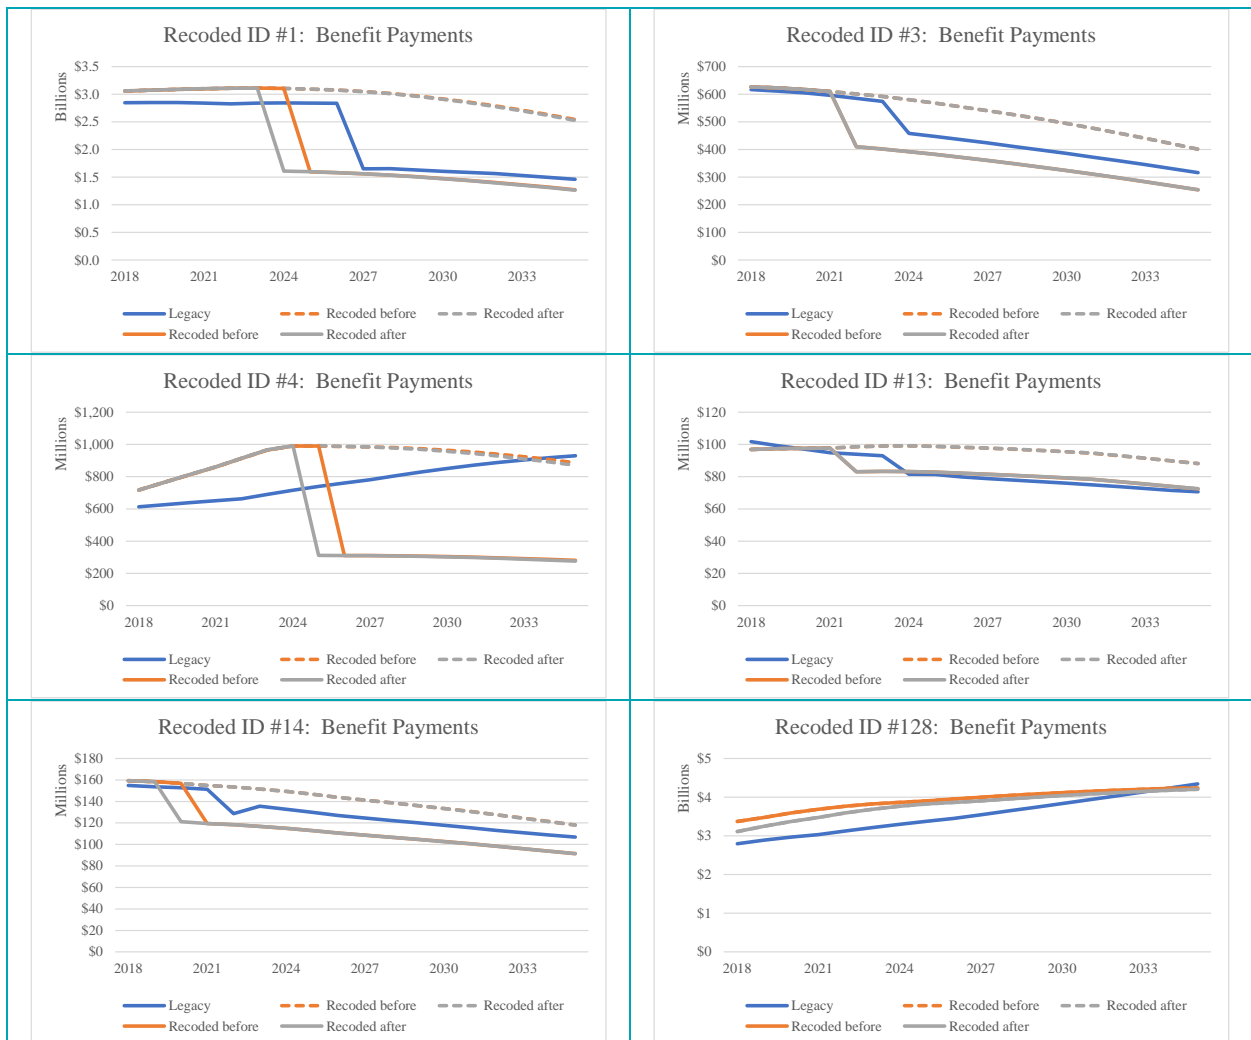 Recoded ID #1:  Benefit Payments
Billions
$3.5
$3.0
$2.5
$2.0
$1.5
$1.0
$0.5
$0.0
2018 2021 2024 2027 2030 2033
Legacy Recoded before Recoded after
Recoded before Recoded after
Recoded ID #3:  Benefit Payments
Millions
$700
$600
$500
$400
$300
$200
$100
$0
2018 2021 2024 2027 2030 2033
Legacy Recoded before Recoded after
Recoded before Recoded after
Recoded ID #4:  Benefit Payments
Millions
$1,200
$1,000
$800
$600
$400
$200
$0
2018 2021 2024 2027 2030 2033
Legacy Recoded before Recoded after
Recoded before Recoded after
Recoded ID #13:  Benefit Payments
Millions
$120
$100
$80
$60
$40
$20
$0
2018 2021 2024 2027 2030 2033
Legacy Recoded before Recoded after
Recoded before Recoded after
Recoded ID #14:  Benefit Payments
Millions
$180
$160
$140
$120
$100
$80
$60
$40
$20
$0
2018 2021 2024 2027 2030 2033
Legacy Recoded before Recoded after
Recoded before Recoded after
Recoded ID #128:  Benefit Payments
Billions
$5
$4
$3
$2
$1
$0
2018 2021 2024 2027 2030 2033
Legacy Recoded before Recoded after
Recoded before Recoded after